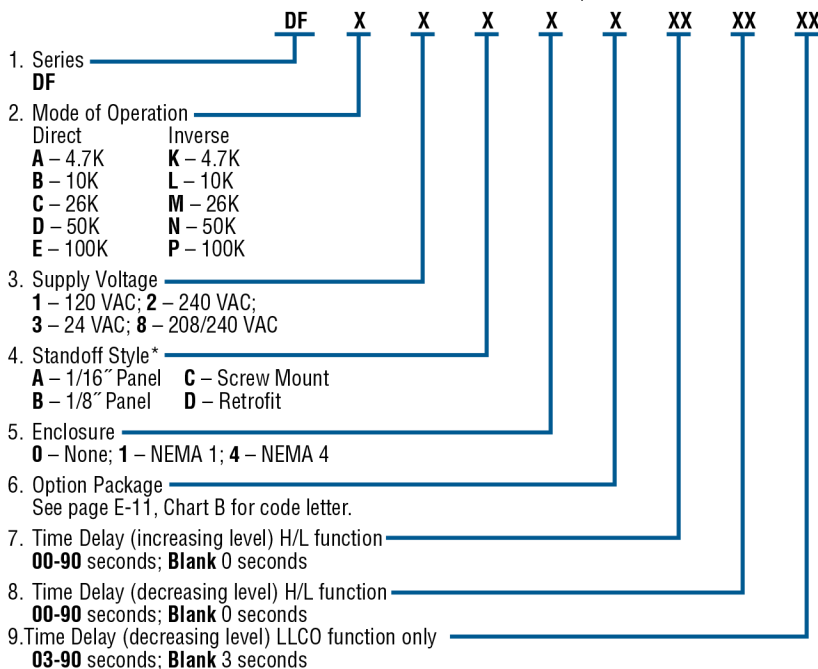 DF X X X X X XX XX XX
1. Series
DF
2. Mode of Operation
Direct Inverse
A – 4.7K K – 4.7K
B – 10K L – 10K
C – 26K M – 26K
D – 50K N – 50K
E – 100K P – 100K
3. Supply Voltage
1 – 120 VAC; 2 – 240 VAC;
3 – 24 VAC; 8 – 208/240 VAC
4. Standoff Style*
A – 1/16˝ Panel C – Screw Mount
B – 1/8˝ Panel D – Retrofit
5. Enclosure
0 – None; 1 – NEMA 1; 4 – NEMA 4
6. Option Package
See page E-11, Chart B for code letter.
7. Time Delay (increasing level) H/L function
00-90 seconds; Blank 0 seconds
8. Time Delay (decreasing level) H/L function
00-90 seconds; Blank 0 seconds
9.Time Delay (decreasing level) LLCO function only
03-90 seconds; Blank 3 seconds